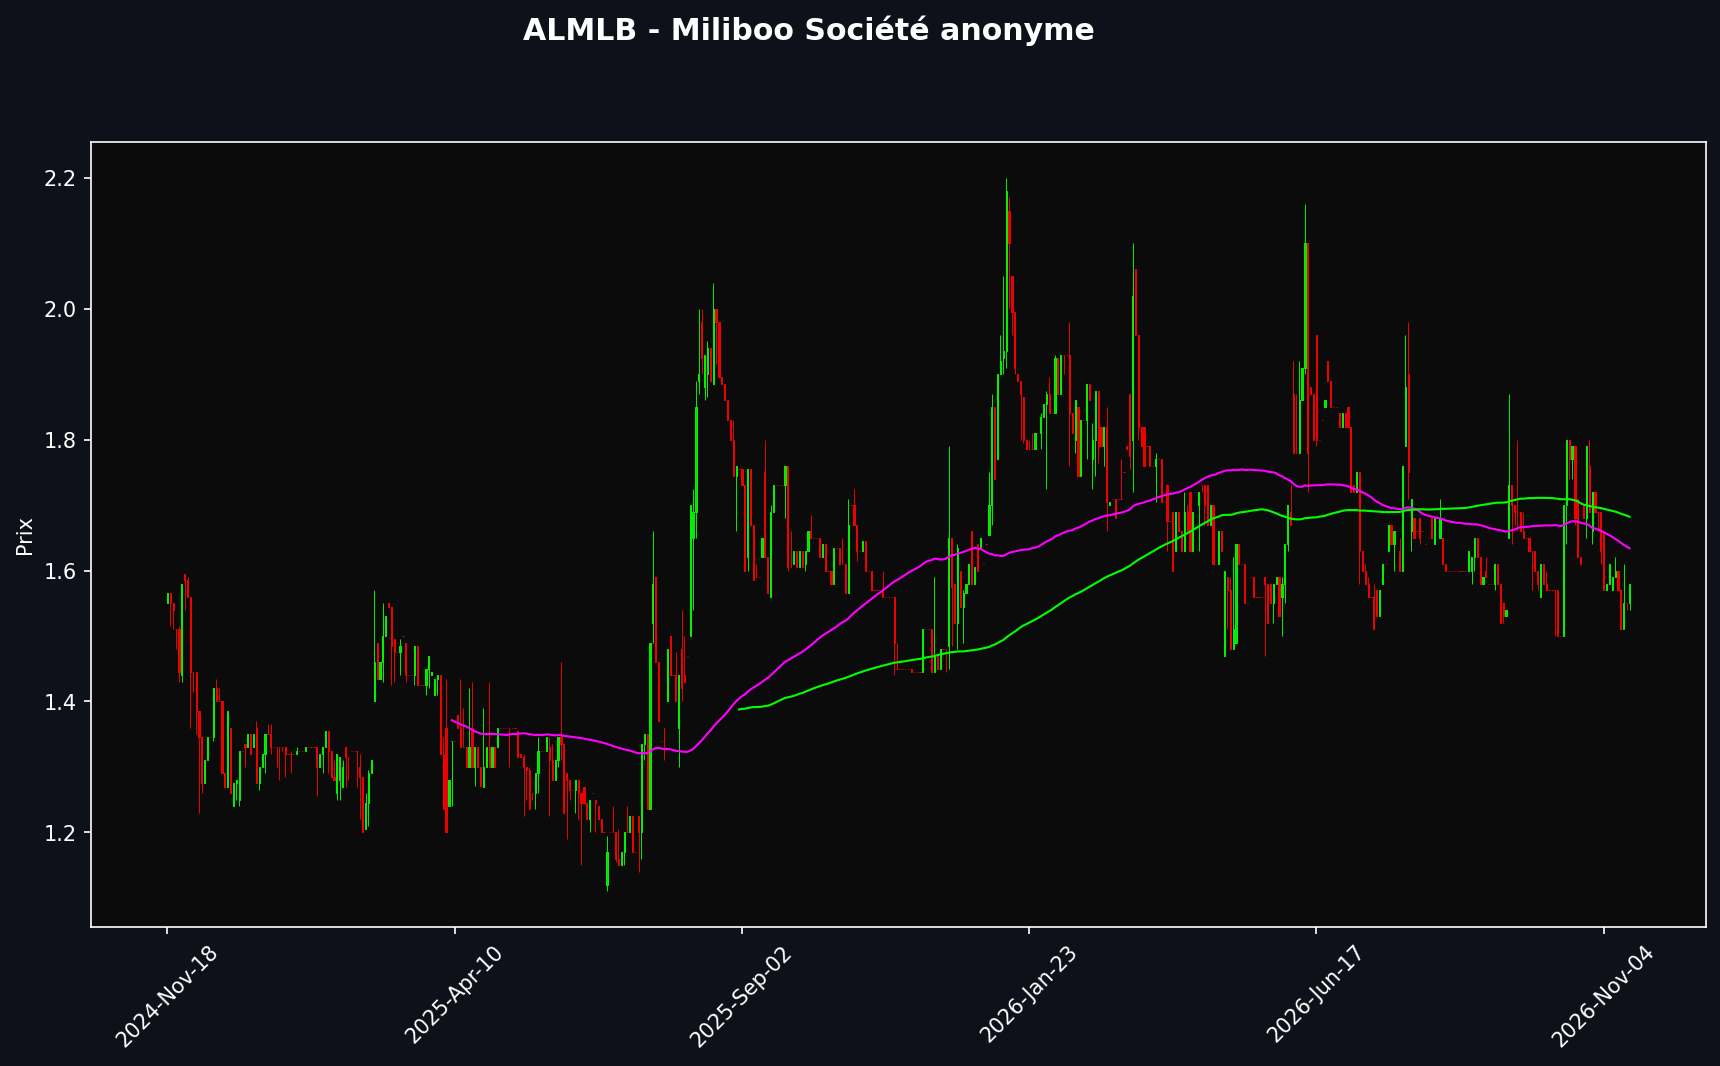 ALMLB - Miliboo Société anonyme
Prix
2.2
2.0
1.8
1.6
1.4
1.2
2024-Nov-18
2025-Apr-10
2025-Sep-02
2026-Jan-23
2026-Jun-17
2026-Nov-04